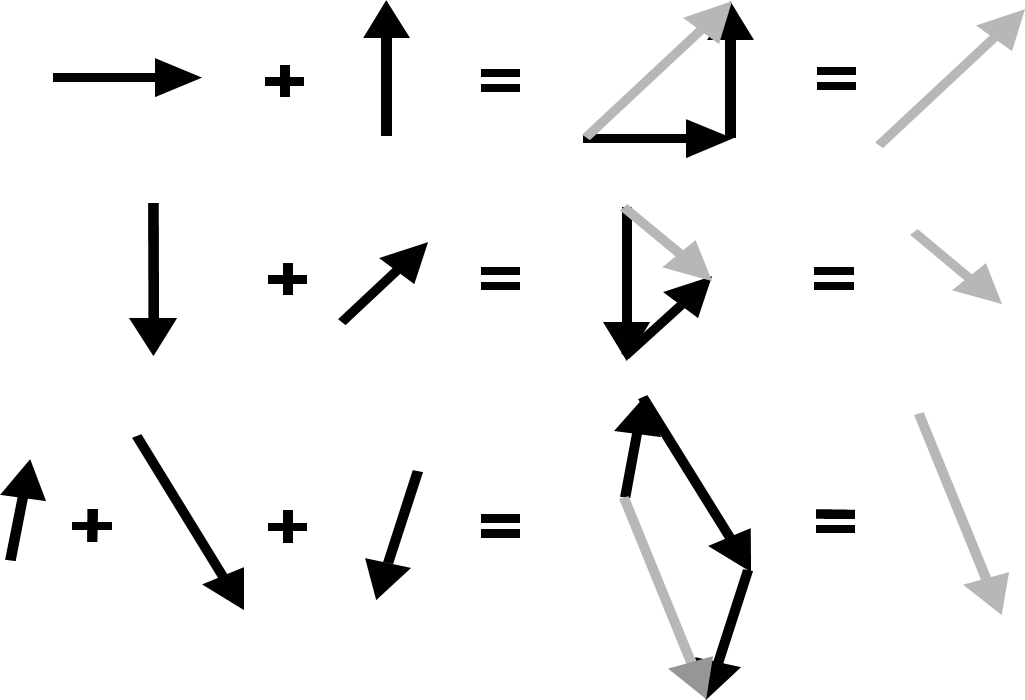 + = =
+ = =
+ + = =